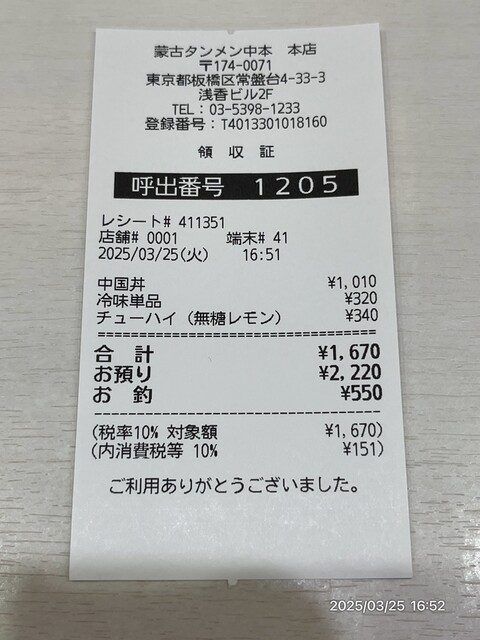 蒙古タンメン中本 本店
〒174-0071
東京都板橋区常盤台4-33-3
浅香ビル2F
TEL：03-5398-1233
登録番号：T4013301018160
領 収 証
呼出番号 1205
レシート# 411351
店舗# 0001 端末# 41
2025/03/25(火) 16:51
中国丼 ¥1,010
冷味単品 ¥320
チューハイ（無糖レモン） ¥340
合 計 ¥1,670
お預り ¥2,220
お 釣 ¥550
(税率10% 対象額 ¥1,670)
(内消費税等 10% ¥151)
ご利用ありがとうございました。
2025/03/25 16:52